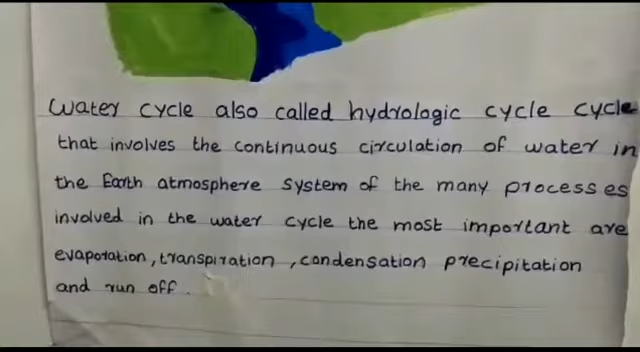 Water cycle also called hydrologic cycle cycle
that involves the continuous circulation of water in
the Earth atmosphere system of the many processes
involved in the water cycle the most important are
evaporation, transpiration, condensation precipitation
and run off.